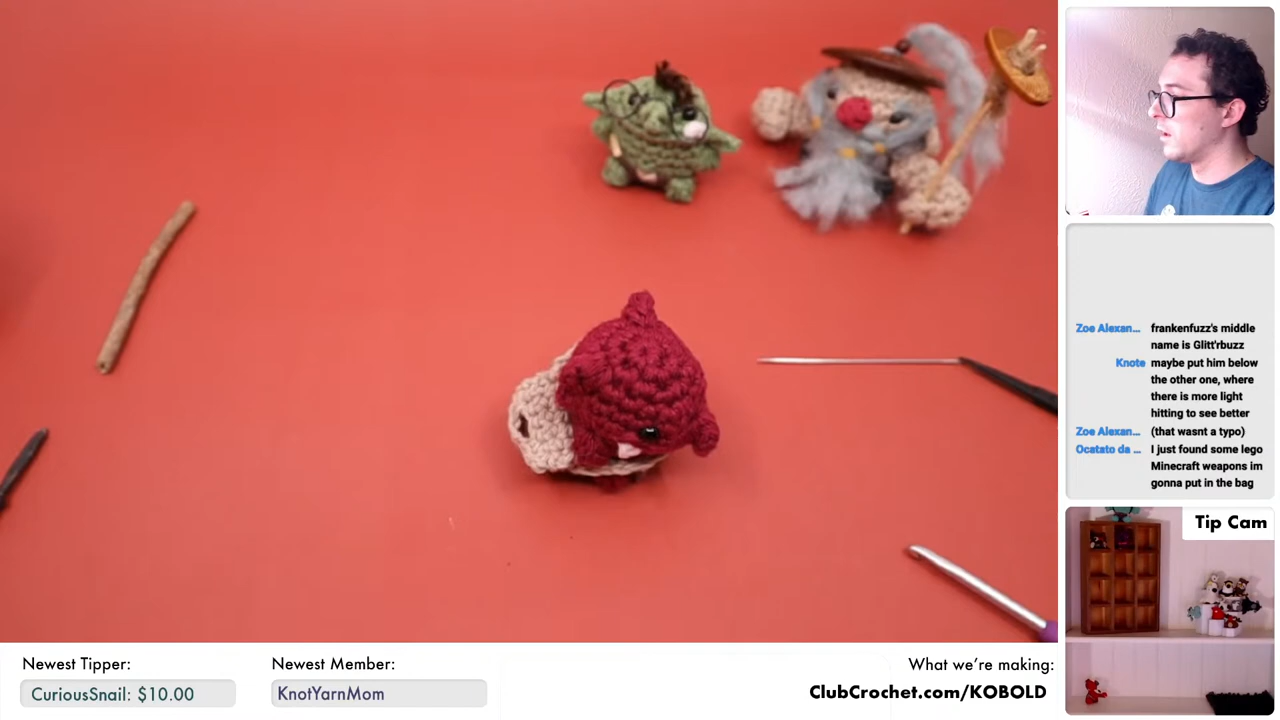 Zoe Alexan... frankenfuzz's middle
name is Glitt'rbuzz
Knote maybe put him below
the other one, where
there is more light
hitting to see better
Zoe Alexan... (that wasnt a typo)
Ocatato da ... I just found some lego
Minecraft weapons im
gonna put in the bag
Tip Cam
Newest Tipper:
CuriousSnail: $10.00
Newest Member:
KnotYarnMom
What we're making:
ClubCrochet.com/KOBOLD